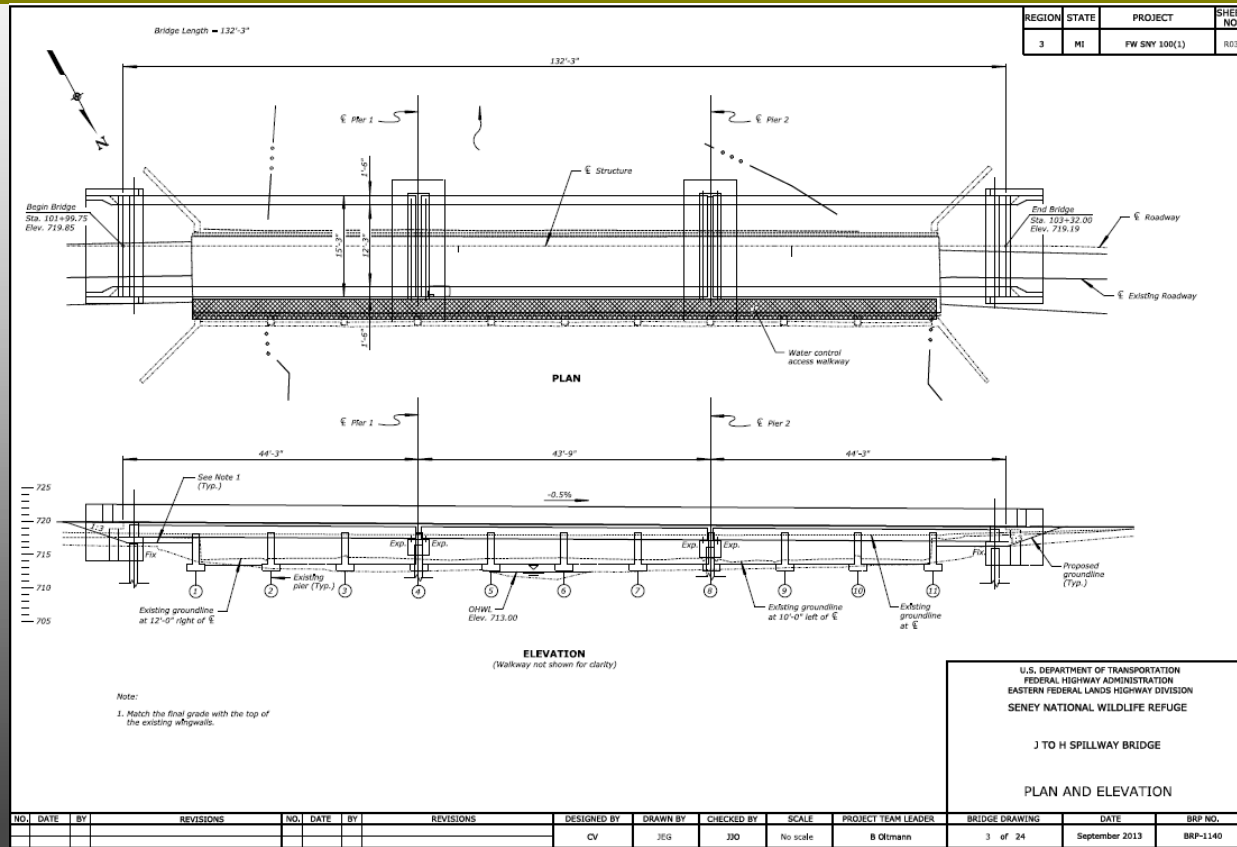 Bridge Length = 132'-3"
REGION STATE PROJECT SHEET NO
3 MI FW SNY 100(1) R03
132'-3"
℄ Pier 1
℄ Pier 2
N
1'-6"
℄ Structure
Begin Bridge
Sta. 101+99.75
Elev. 719.85
End Bridge
Sta. 103+32.00
Elev. 719.19
℄ Roadway
15'-3"
12'-3"
℄ Existing Roadway
1'-6"
Water control
access walkway
PLAN
℄ Pier 1
℄ Pier 2
44'-3"
43'-9"
44'-3"
See Note 1
(Typ.)
-0.5%
725
720
715
710
705
1:3
Fix
Exp.
Exp.
Exp.
Fix
1
2
3
4
5
6
7
8
9
10
11
Existing
pier (Typ.)
Proposed
groundline
(Typ.)
Existing groundline
at 12'-0" right of ℄
OHWL
Elev. 713.00
Existing groundline
at 10'-0" left of ℄
Existing
groundline
at ℄
ELEVATION
(Walkway not shown for clarity)
Note:
1. Match the final grade with the top of
the existing wingwalls.
U.S. DEPARTMENT OF TRANSPORTATION
FEDERAL HIGHWAY ADMINISTRATION
EASTERN FEDERAL LANDS HIGHWAY DIVISION
SENEY NATIONAL WILDLIFE REFUGE
J TO H SPILLWAY BRIDGE
PLAN AND ELEVATION
NO. DATE BY REVISIONS NO. DATE BY REVISIONS DESIGNED BY DRAWN BY CHECKED BY SCALE PROJECT TEAM LEADER BRIDGE DRAWING DATE BRP NO.
CV JEG JJO No scale B Oltmann 3 of 24 September 2013 BRP-1140